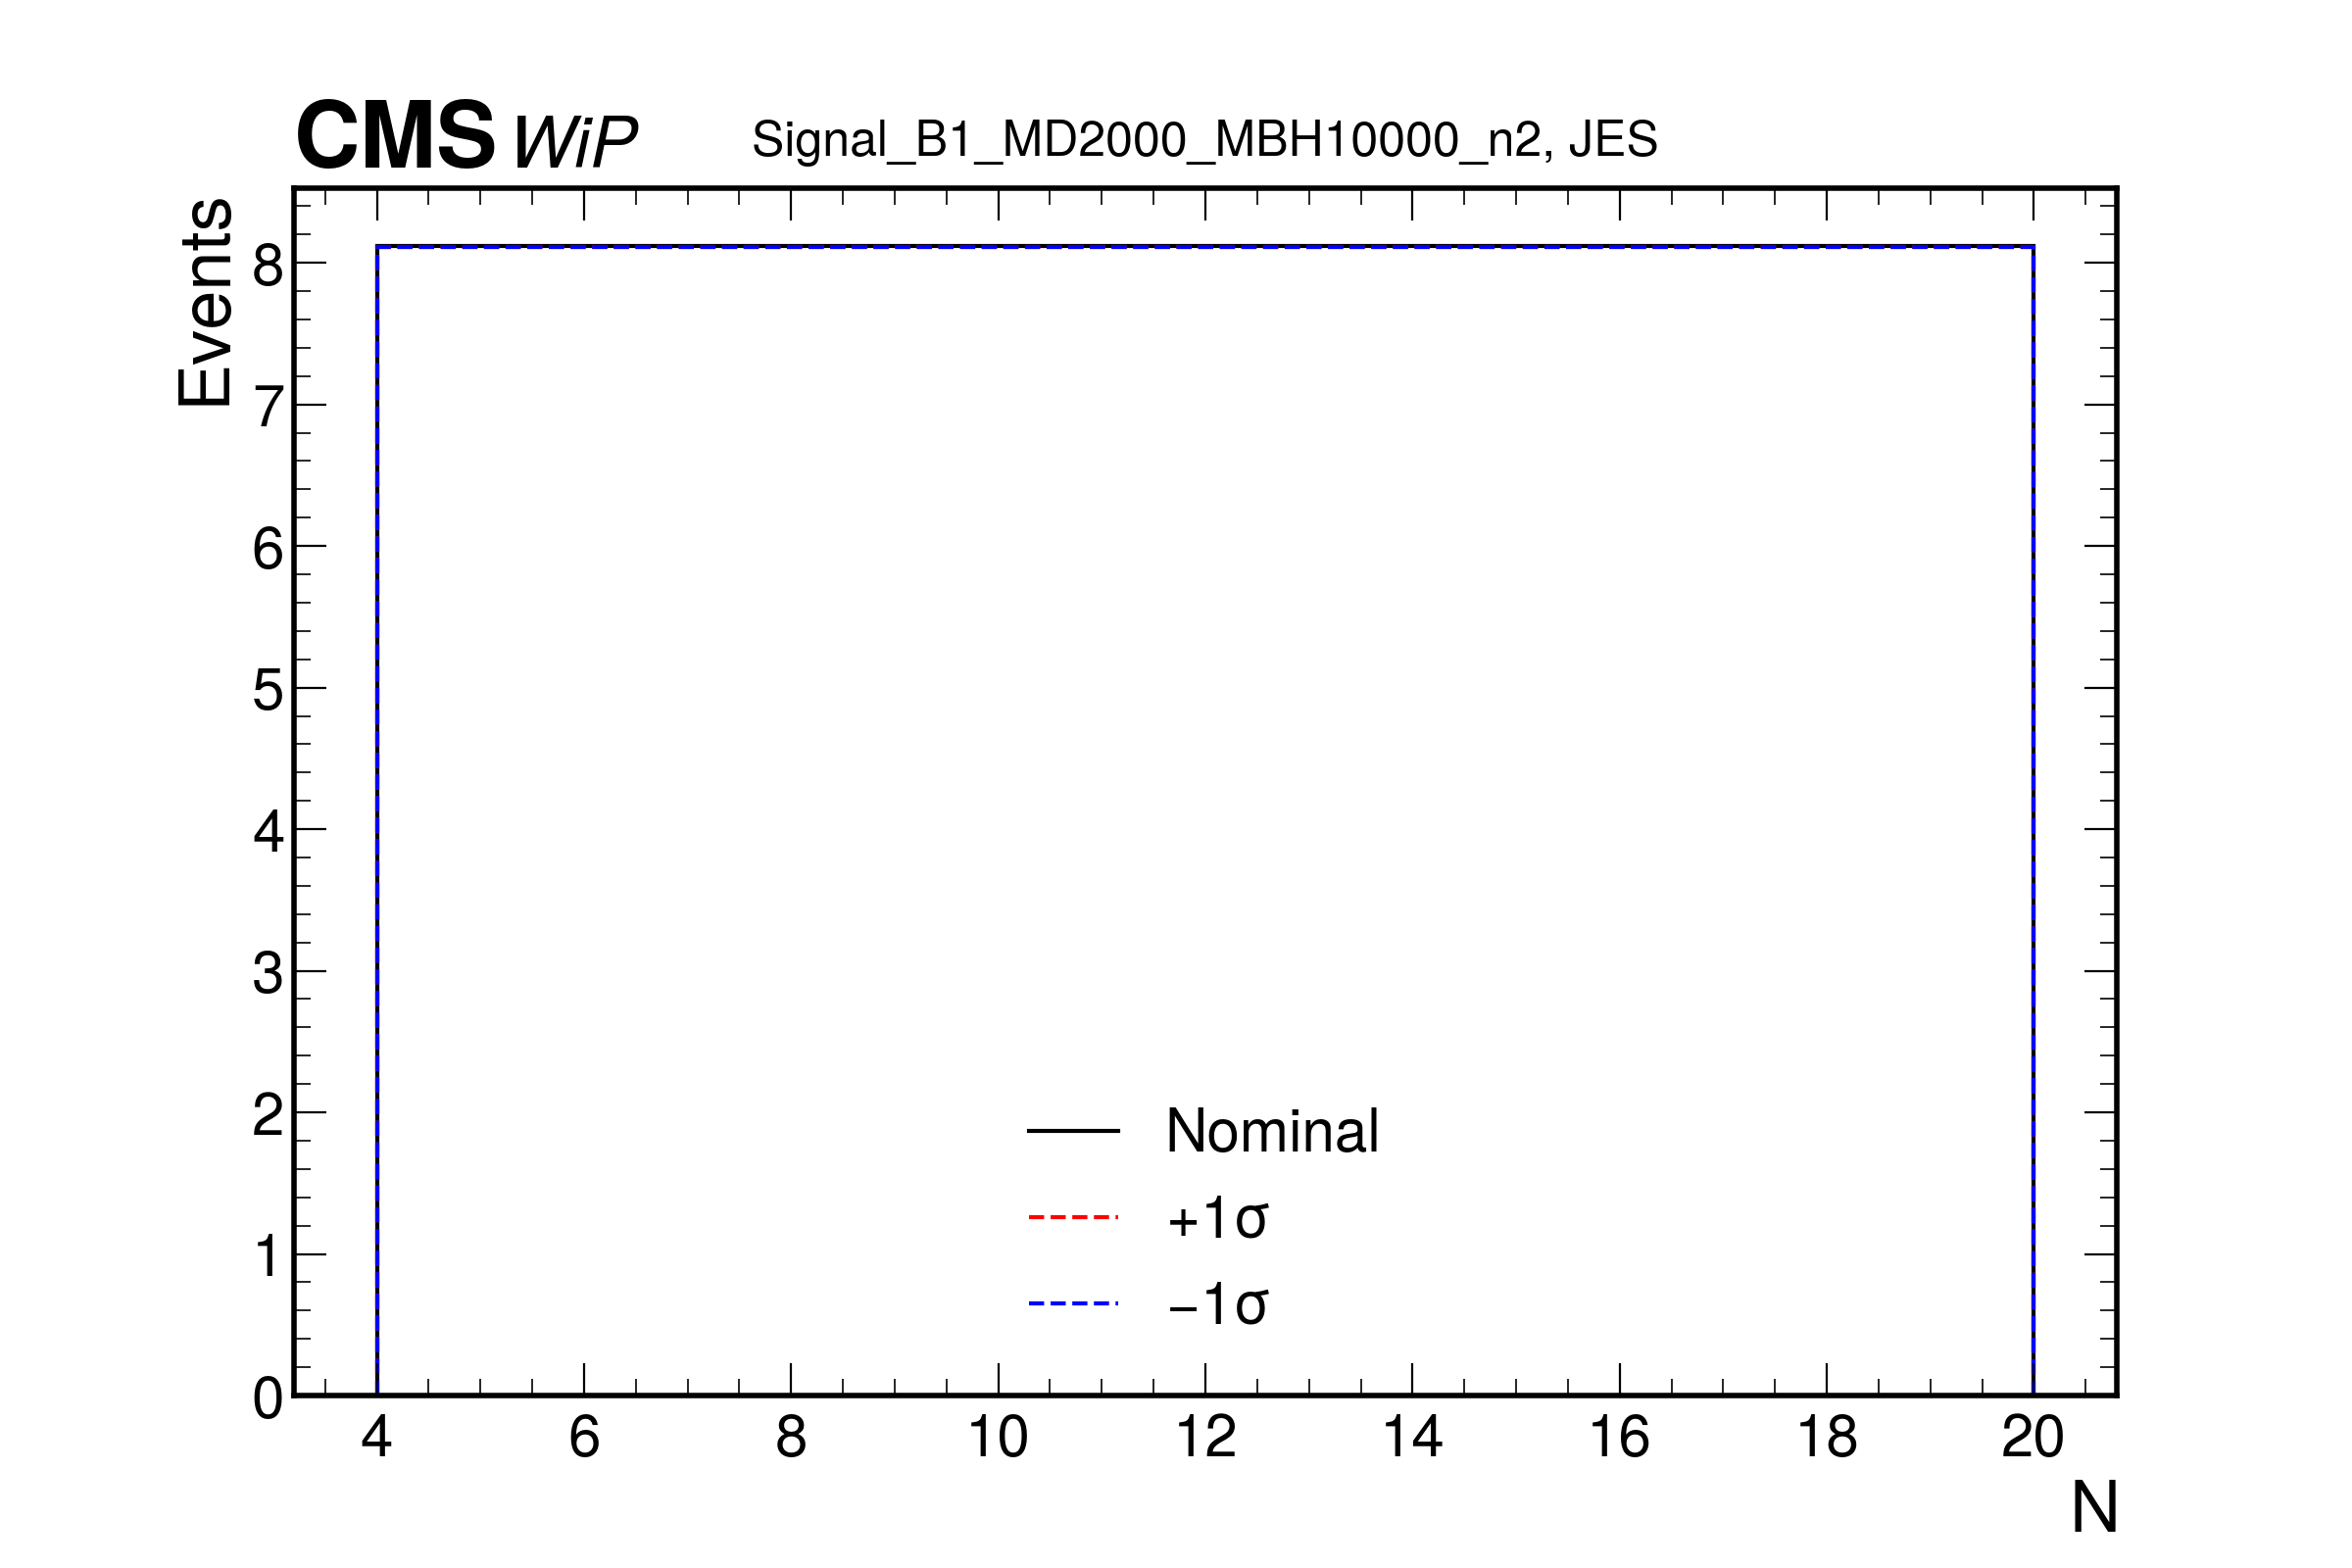 CMS WiP Signal_B1_MD2000_MBH10000_n2, JES
Events
8
7
6
5
4
3
2
1
0
Nominal
+1σ
−1σ
4 6 8 10 12 14 16 18 20
N